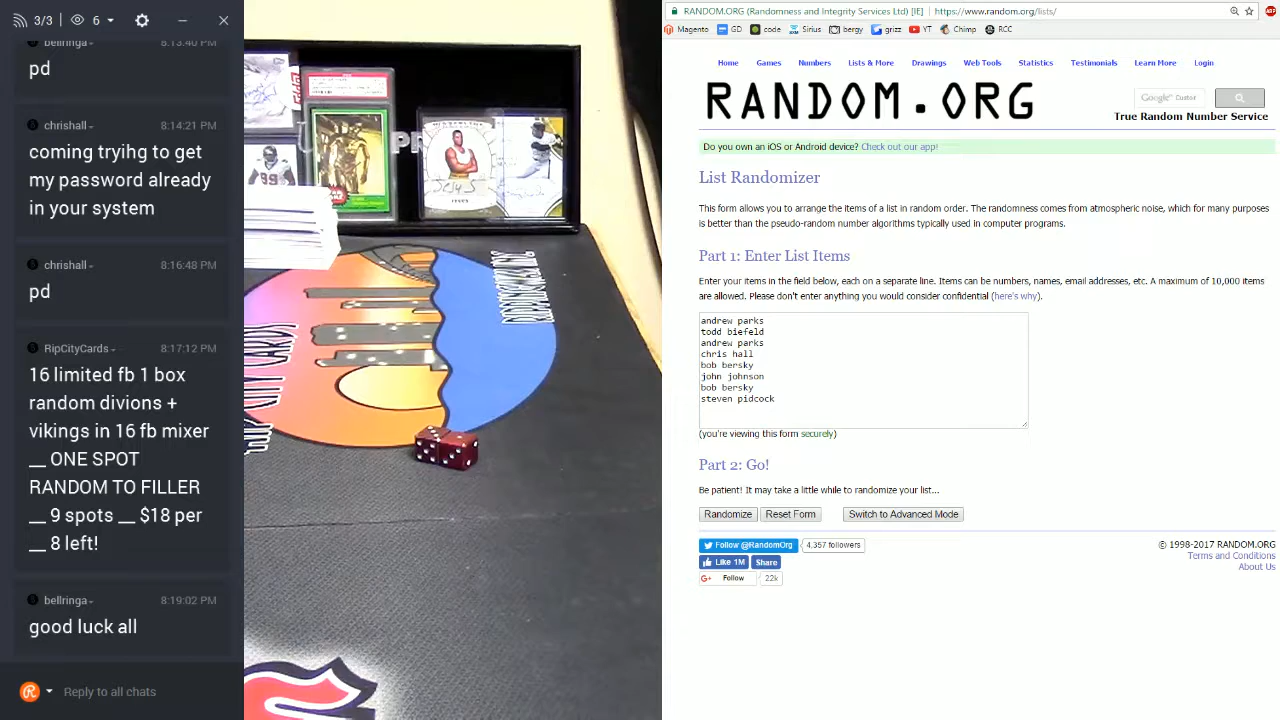 3/3
6
bellringa
8:13:40 PM
pd
chrishall
8:14:21 PM
coming tryihg to get
my password already
in your system
chrishall
8:16:48 PM
pd
RipCityCards
8:17:12 PM
16 limited fb 1 box
random divions +
vikings in 16 fb mixer
__ ONE SPOT
RANDOM TO FILLER
__ 9 spots __ $18 per
__ 8 left!
bellringa
8:19:02 PM
good luck all
Reply to all chats
99
RANDOM.ORG (Randomness and Integrity Services Ltd) [IE]
https://www.random.org/lists/
Magento
GD
code
Sirius
bergy
grizz
YT
Chimp
RCC
Home
Games
Numbers
Lists & More
Drawings
Web Tools
Statistics
Testimonials
Learn More
Login
RANDOM.ORG
Google Custor
True Random Number Service
Do you own an iOS or Android device? Check out our app!
List Randomizer
This form allows you to arrange the items of a list in random order. The randomness comes from atmospheric noise, which for many purposes
is better than the pseudo-random number algorithms typically used in computer programs.
Part 1: Enter List Items
Enter your items in the field below, each on a separate line. Items can be numbers, names, email addresses, etc. A maximum of 10,000 items
are allowed. Please don't enter anything you would consider confidential (here's why).
andrew parks
todd biefeld
andrew parks
chris hall
bob bersky
john johnson
bob bersky
steven pidcock
(you're viewing this form securely)
Part 2: Go!
Be patient! It may take a little while to randomize your list...
Randomize
Reset Form
Switch to Advanced Mode
Follow @RandomOrg
4,357 followers
Like 1M
Share
G+ Follow
22k
© 1998-2017 RANDOM.ORG
Terms and Conditions
About Us